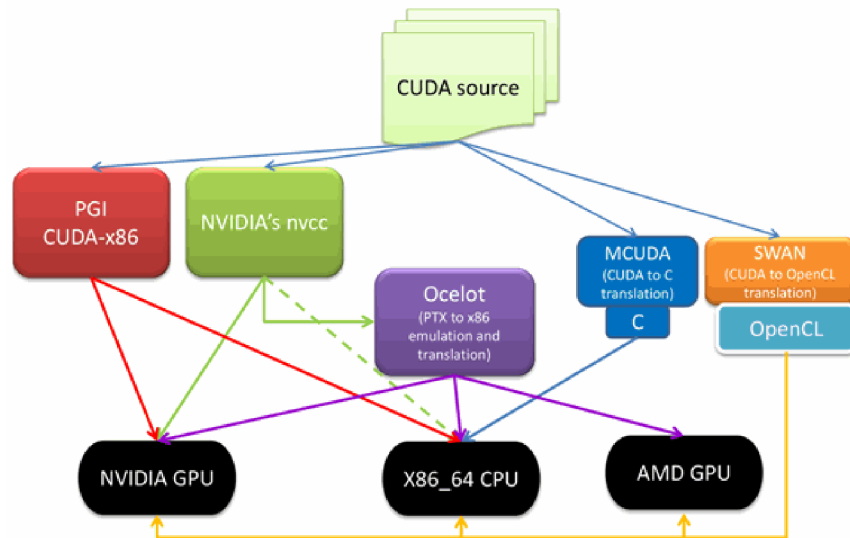 CUDA source
PGI
CUDA-x86
NVIDIA's nvcc
Ocelot
(PTX to x86
emulation and
translation)
MCUDA
(CUDA to C
translation)
C
SWAN
(CUDA to OpenCL
translation)
OpenCL
NVIDIA GPU
X86_64 CPU
AMD GPU